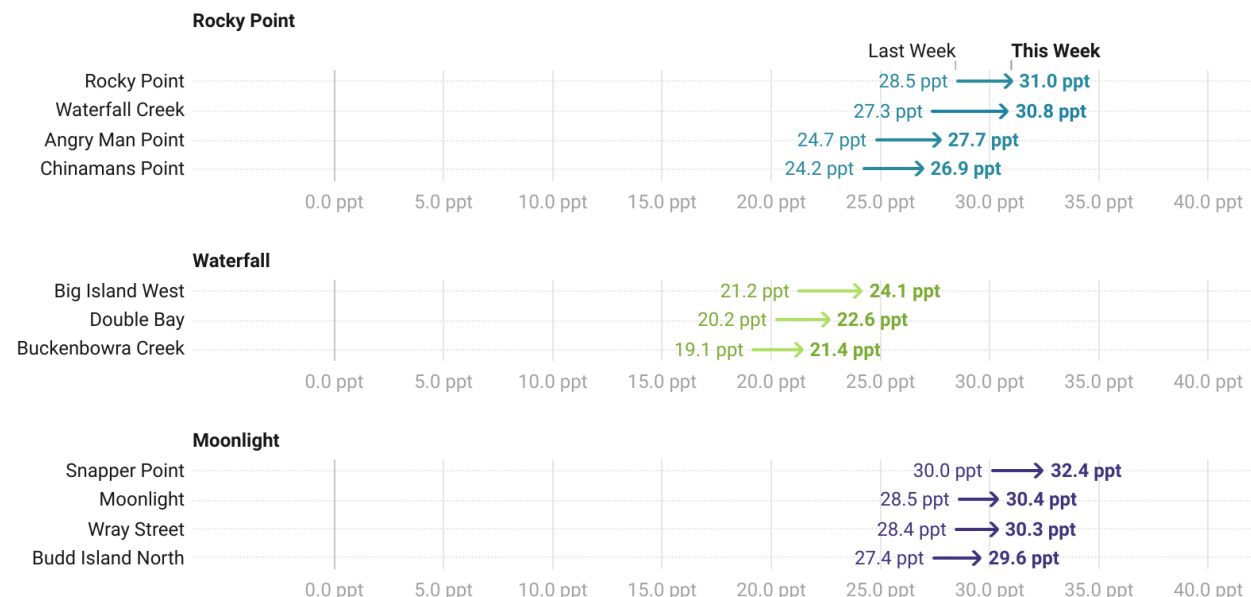 Rocky Point
Last Week This Week
Rocky Point 28.5 ppt 31.0 ppt
Waterfall Creek 27.3 ppt 30.8 ppt
Angry Man Point 24.7 ppt 27.7 ppt
Chinamans Point 24.2 ppt 26.9 ppt
0.0 ppt 5.0 ppt 10.0 ppt 15.0 ppt 20.0 ppt 25.0 ppt 30.0 ppt 35.0 ppt 40.0 ppt
Waterfall
Big Island West 21.2 ppt 24.1 ppt
Double Bay 20.2 ppt 22.6 ppt
Buckenbowra Creek 19.1 ppt 21.4 ppt
0.0 ppt 5.0 ppt 10.0 ppt 15.0 ppt 20.0 ppt 25.0 ppt 30.0 ppt 35.0 ppt 40.0 ppt
Moonlight
Snapper Point 30.0 ppt 32.4 ppt
Moonlight 28.5 ppt 30.4 ppt
Wray Street 28.4 ppt 30.3 ppt
Budd Island North 27.4 ppt 29.6 ppt
0.0 ppt 5.0 ppt 10.0 ppt 15.0 ppt 20.0 ppt 25.0 ppt 30.0 ppt 35.0 ppt 40.0 ppt